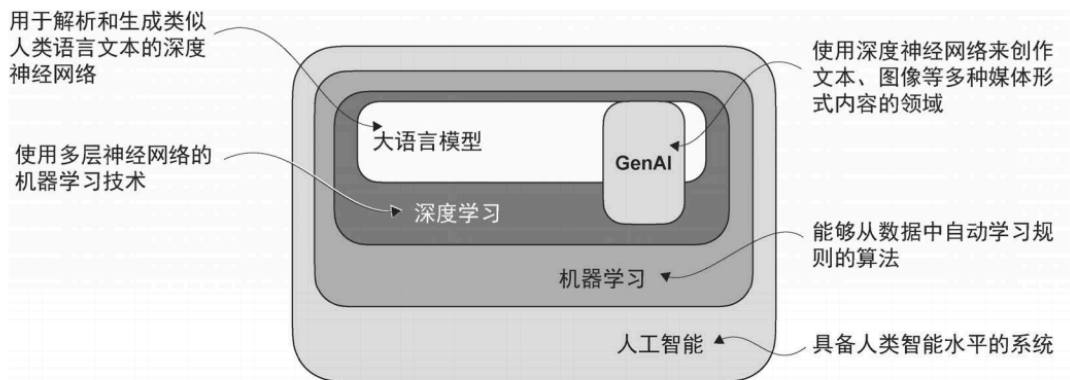 用于解析和生成类似
人类语言文本的深度
神经网络
使用深度神经网络来创作
文本、图像等多种媒体形
式内容的领域
大语言模型
GenAI
使用多层神经网络的
机器学习技术
深度学习
能够从数据中自动学习规
则的算法
机器学习
人工智能
具备人类智能水平的系统